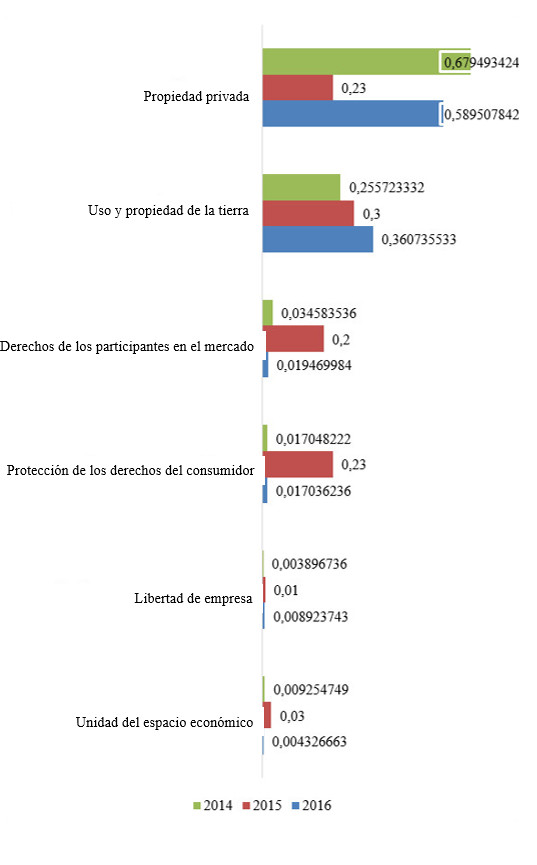 0,679493424
Propiedad privada 0,23
0,589507842
0,255723332
Uso y propiedad de la tierra 0,3
0,360735533
0,034583536
Derechos de los participantes en el mercado 0,2
0,019469984
0,017048222
Protección de los derechos del consumidor 0,23
0,017036236
0,003896736
Libertad de empresa 0,01
0,008923743
0,009254749
Unidad del espacio económico 0,03
0,004326663
2014 2015 2016